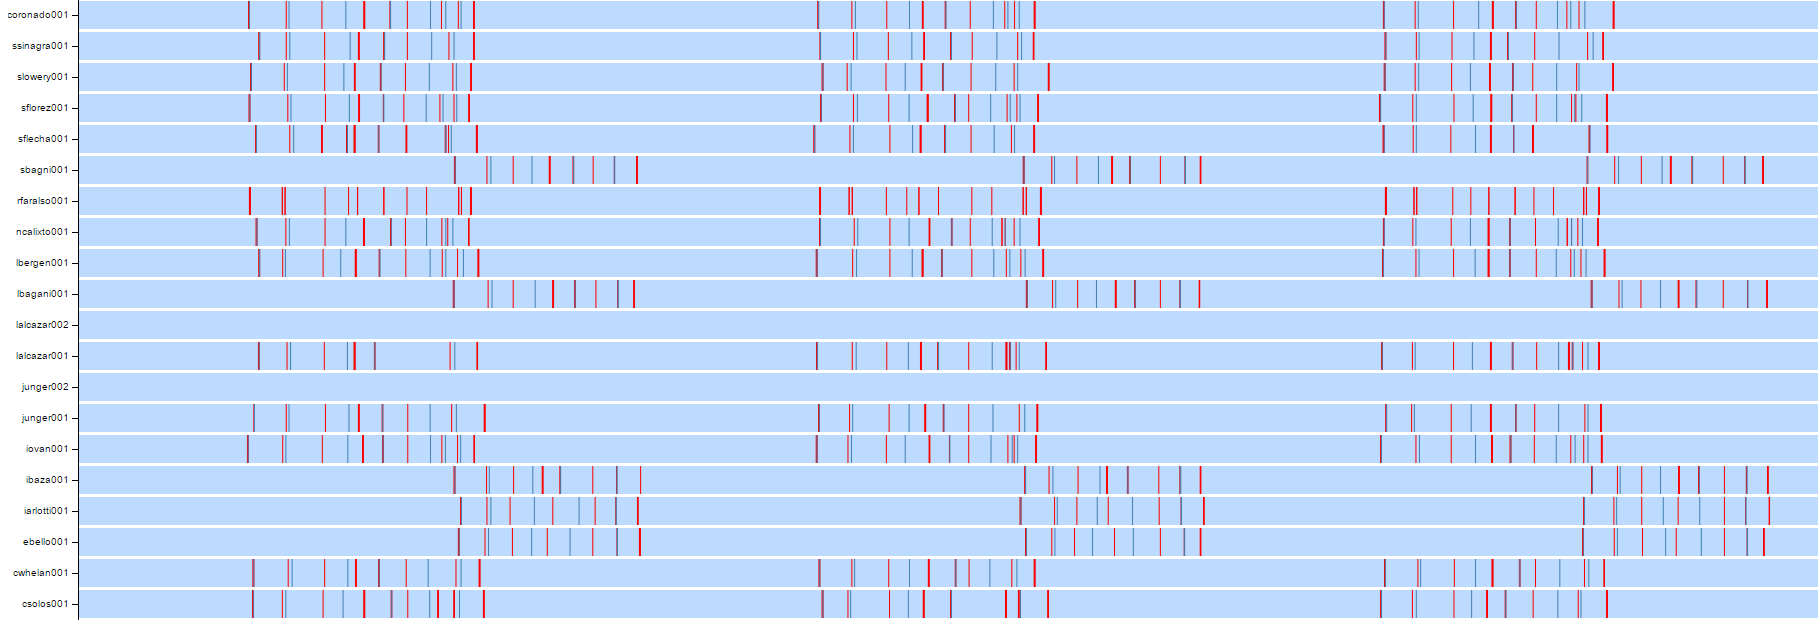 coronado001
ssinagra001
slowery001
sflorez001
sflecha001
sbagni001
rfaralso001
ncalixto001
lbergen001
lbagani001
lalcazar002
lalcazar001
junger002
junger001
iovan001
ibaza001
iarlotti001
ebello001
cwhelan001
csolos001